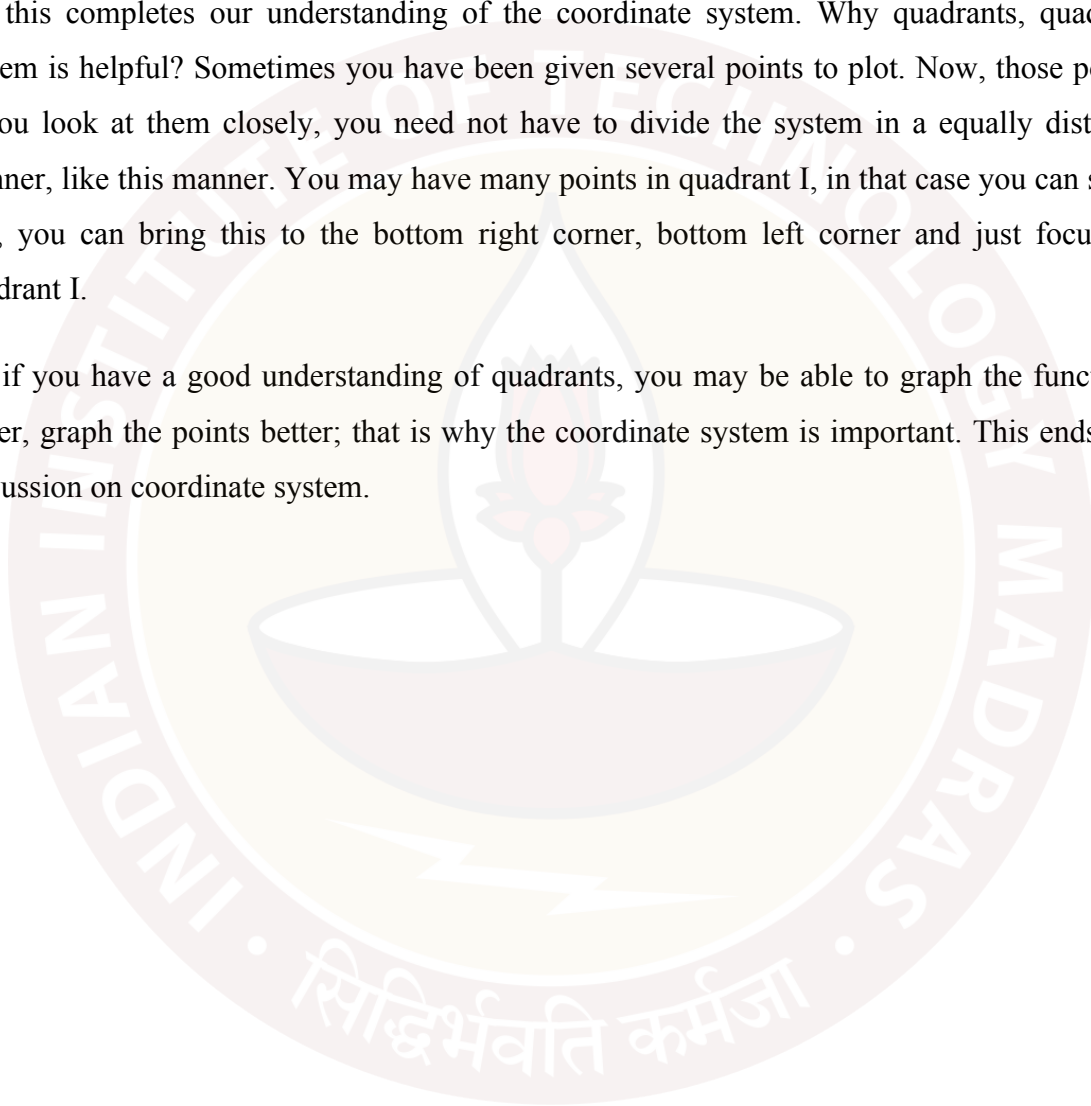 this completes our understanding of the coordinate system. Why quadrants, quad
em is helpful? Sometimes you have been given several points to plot. Now, those p
ou look at them closely, you need not have to divide the system in a equally dist
nner, like this manner. You may have many points in quadrant I, in that case you can s
, you can bring this to the bottom right corner, bottom left corner and just focu
drant I.
if you have a good understanding of quadrants, you may be able to graph the func
er, graph the points better; that is why the coordinate system is important. This ends
ussion on coordinate system.
INDIAN INSTITUTE OF TECHNOLOGY MADRAS
सिद्धिर्भवति कर्मजा